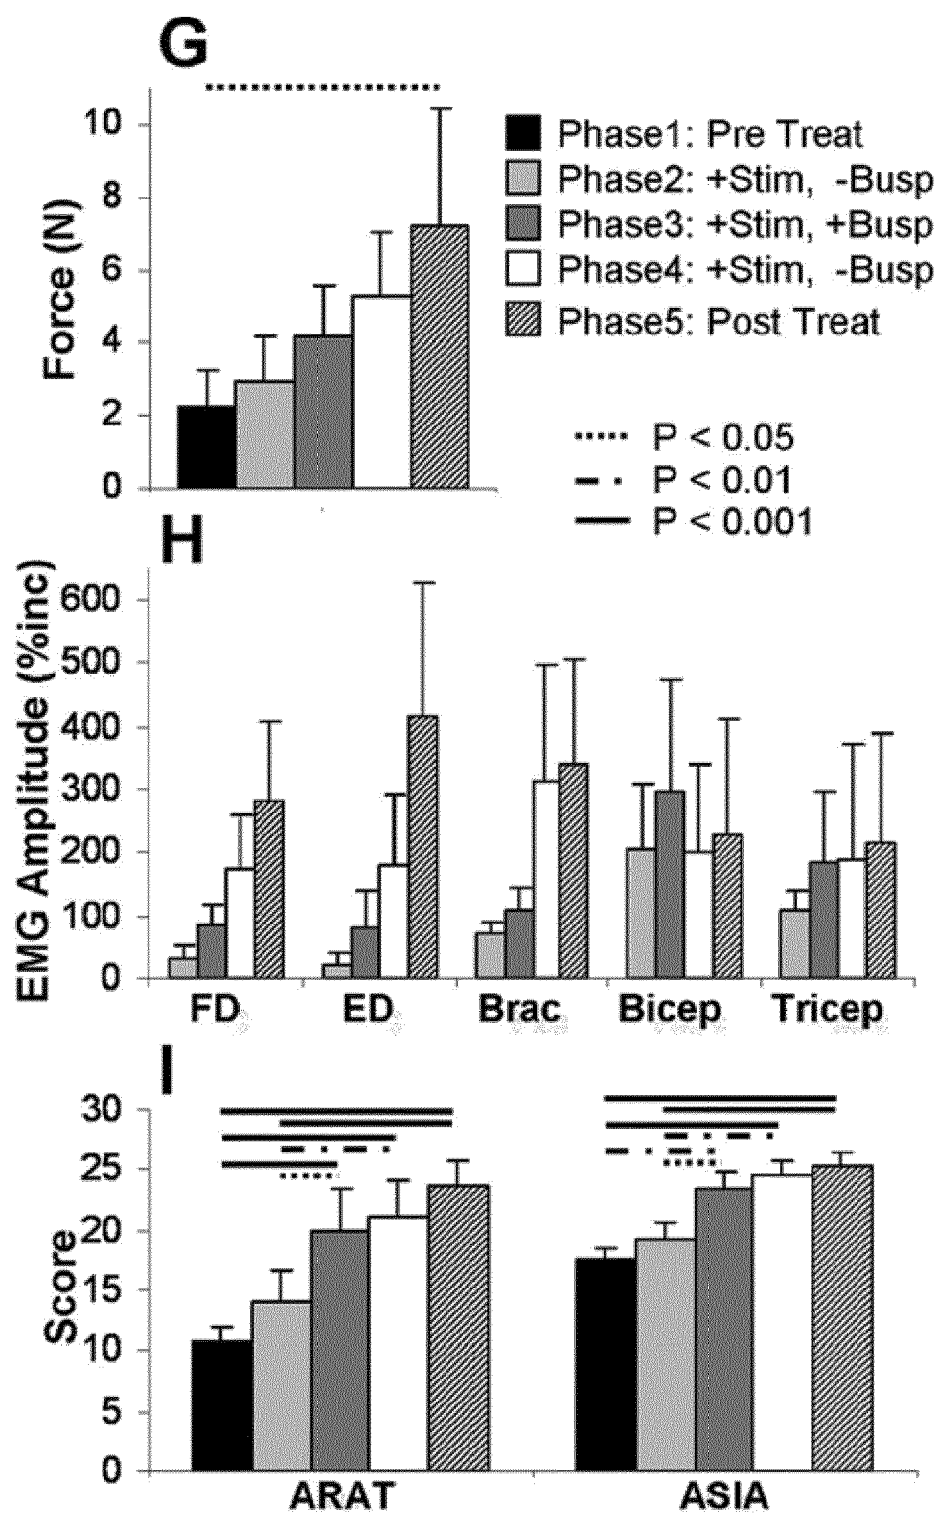 G
Force (N)
10
8
6
4
2
0
Phase1: Pre Treat
Phase2: +Stim, -Busp
Phase3: +Stim, +Busp
Phase4: +Stim, -Busp
Phase5: Post Treat
P < 0.05
P < 0.01
P < 0.001
H
EMG Amplitude (%inc)
600
500
400
300
200
100
0
FD
ED
Brac
Bicep
Tricep
I
Score
30
25
20
15
10
5
0
ARAT
ASIA